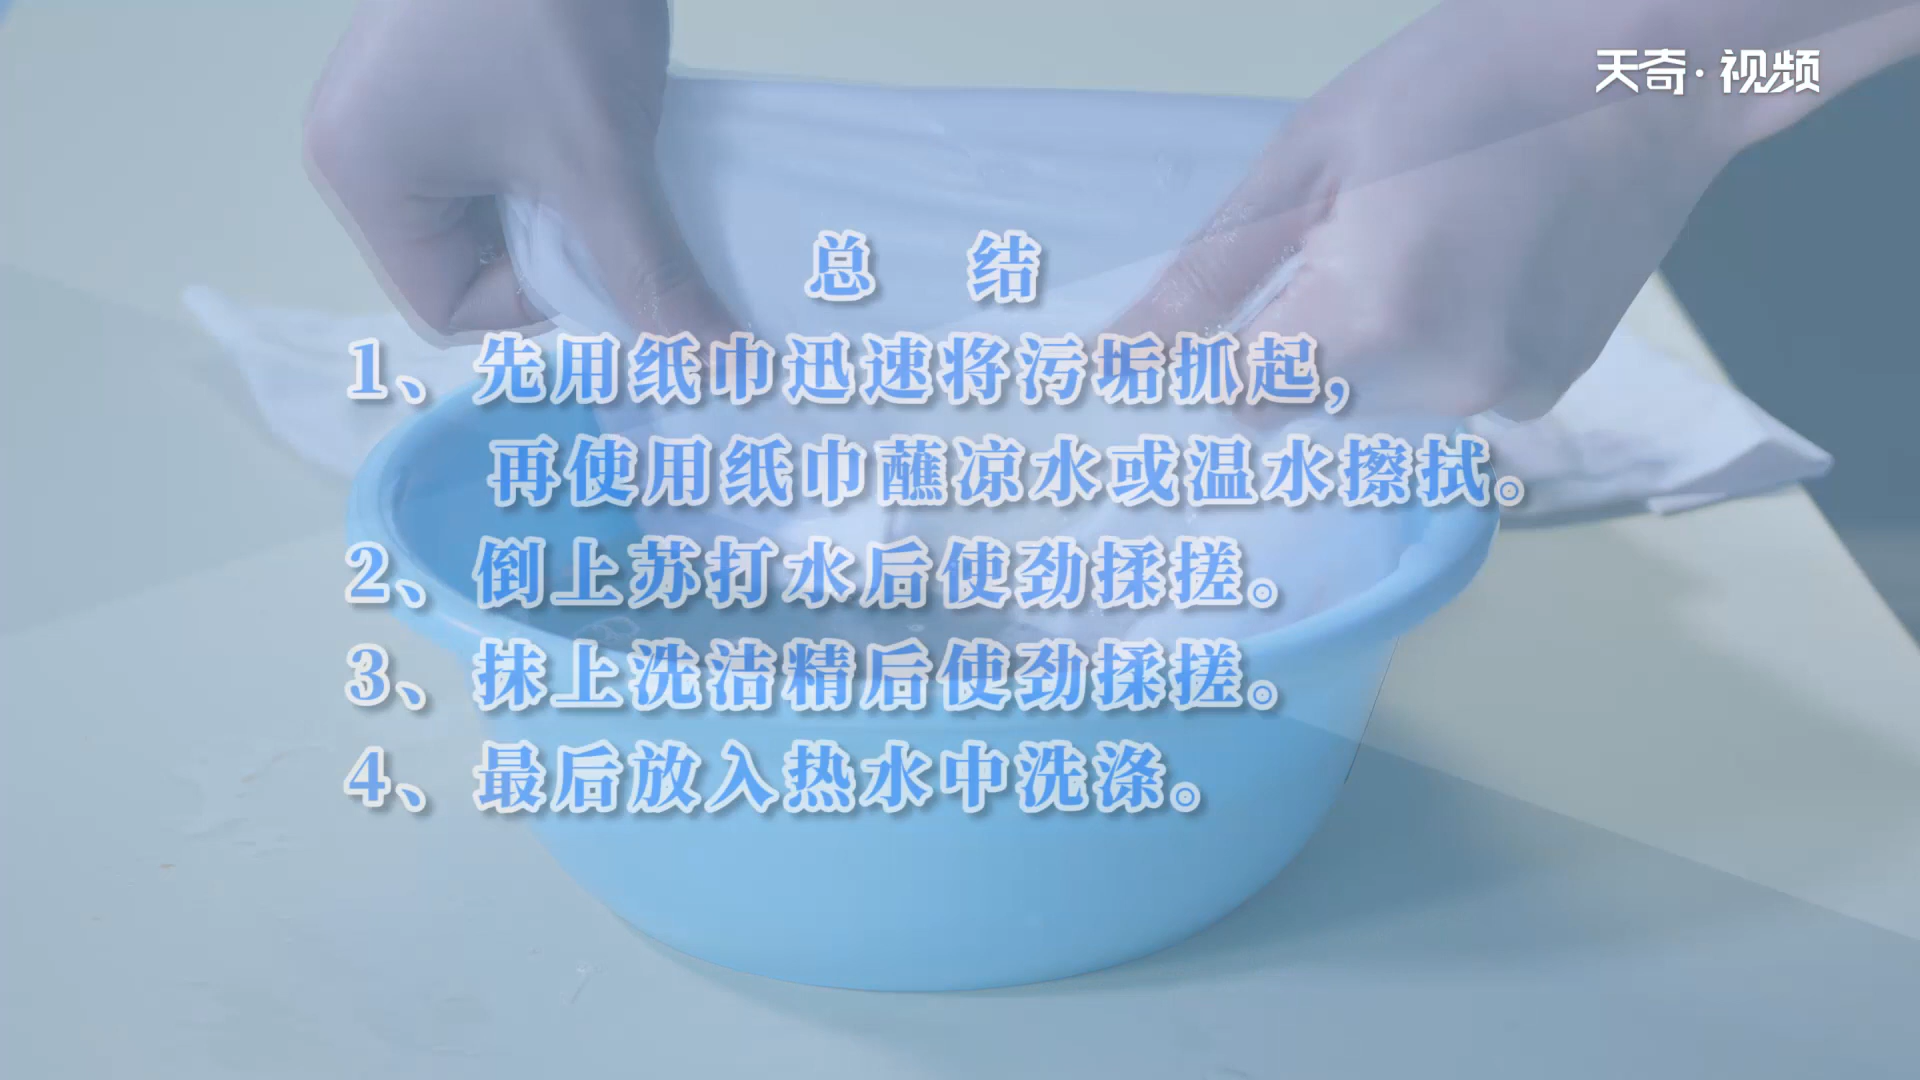 天奇·视频
总 结
1、先用纸巾迅速将污垢抓起，
再使用纸巾蘸凉水或温水擦拭。
2、倒上苏打水后使劲揉搓。
3、抹上洗洁精后使劲揉搓。
4、最后放入热水中洗涤。